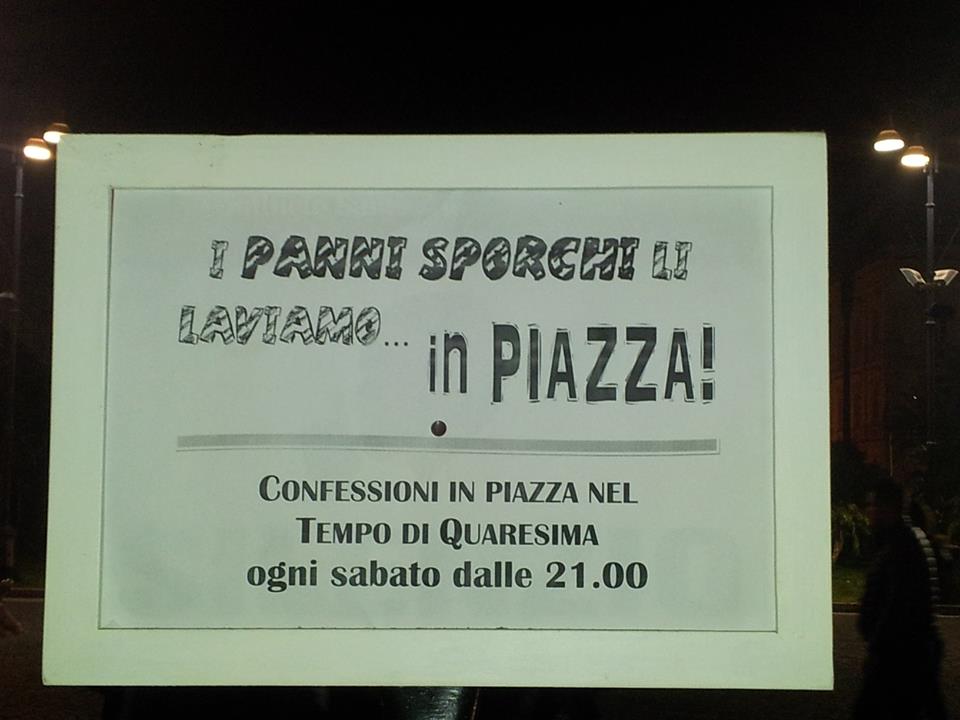 I PANNI SPORCHI LI
LAVIAMO... in PIAZZA!
CONFESSIONI IN PIAZZA NEL
TEMPO DI QUARESIMA
ogni sabato dalle 21.00